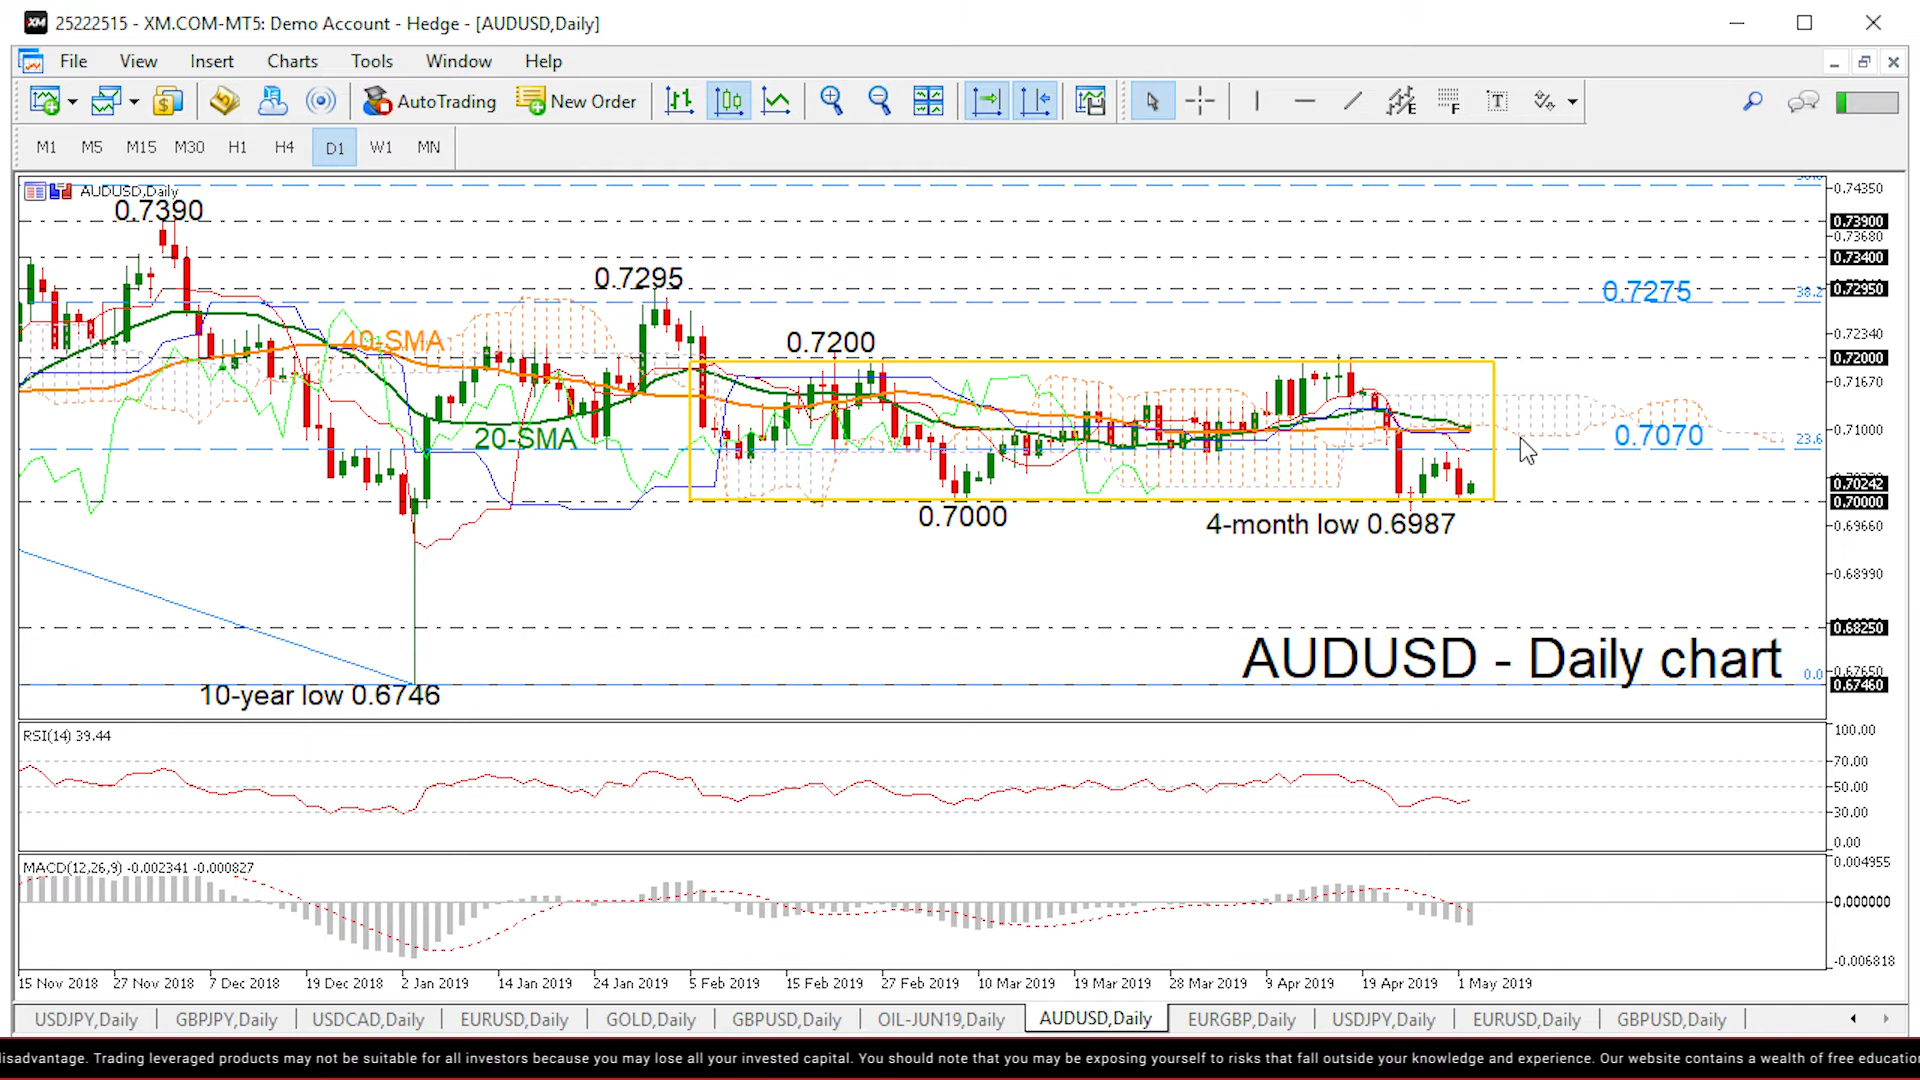 25222515 - XM.COM-MT5: Demo Account - Hedge - [AUDUSD,Daily]
File View Insert Charts Tools Window Help
AutoTrading New Order
M1 M5 M15 M30 H1 H4 D1 W1 MN
AUDUSD,Daily
0.7390
0.7295
0.7275
40-SMA
0.7200
20-SMA
0.7070
0.7000
4-month low 0.6987
AUDUSD - Daily chart
10-year low 0.6746
38.2
23.6
0.0
0.74350
0.73900
0.73680
0.73400
0.72950
0.72340
0.72000
0.71670
0.71000
0.70242
0.70000
0.69660
0.68990
0.68250
0.67650
0.67460
RSI(14) 39.44
100.00
70.00
50.00
30.00
0.00
MACD(12,26,9) -0.002341 -0.000827
0.004955
0.000000
-0.006818
15 Nov 2018 27 Nov 2018 7 Dec 2018 19 Dec 2018 2 Jan 2019 14 Jan 2019 24 Jan 2019 5 Feb 2019 15 Feb 2019 27 Feb 2019 10 Mar 2019 19 Mar 2019 28 Mar 2019 9 Apr 2019 19 Apr 2019 1 May 2019
USDJPY,Daily GBPJPY,Daily USDCAD,Daily EURUSD,Daily GOLD,Daily GBPUSD,Daily OIL-JUN19,Daily AUDUSD,Daily EURGBP,Daily USDJPY,Daily EURUSD,Daily GBPUSD,Daily
isadvantage. Trading leveraged products may not be suitable for all investors because you may lose all your invested capital. You should note that you may be exposing yourself to risks that fall outside your knowledge and experience. Our website contains a wealth of free educatio